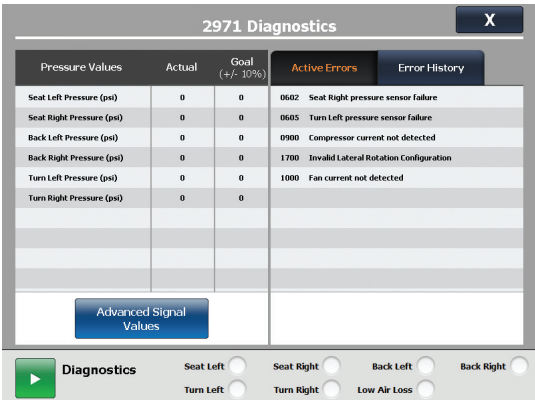 2971 Diagnostics
X
Pressure Values Actual Goal (+/- 10%)
Active Errors Error History
Seat Left Pressure (psi) 0 0
Seat Right Pressure (psi) 0 0
Back Left Pressure (psi) 0 0
Back Right Pressure (psi) 0 0
Turn Left Pressure (psi) 0 0
Turn Right Pressure (psi) 0 0
0602 Seat Right pressure sensor failure
0605 Turn Left pressure sensor failure
0900 Compressor current not detected
1700 Invalid Lateral Rotation Configuration
1000 Fan current not detected
Advanced Signal
Values
Diagnostics
Seat Left Seat Right Back Left Back Right
Turn Left Turn Right Low Air Loss